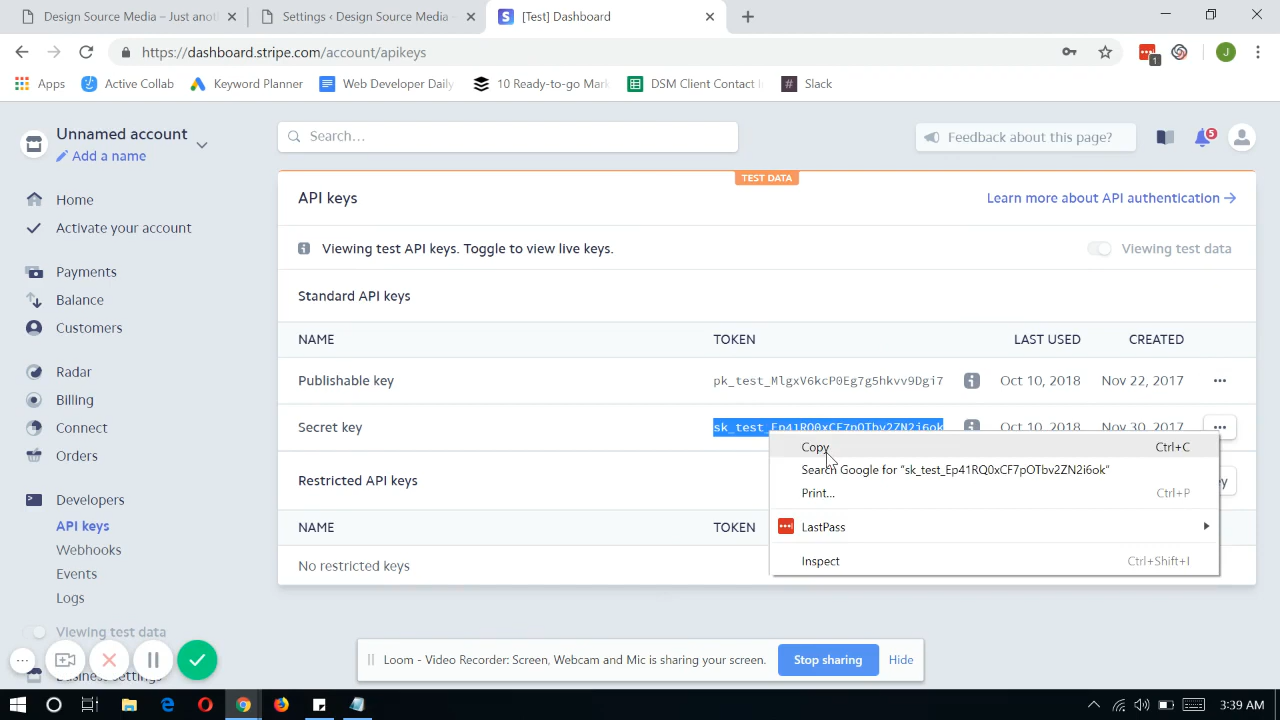 Design Source Media – Just anot
Settings ‹ Design Source Media –
[Test] Dashboard
https://dashboard.stripe.com/account/apikeys
1
J
Apps
Active Collab
Keyword Planner
Web Developer Daily
10 Ready-to-go Mark
DSM Client Contact
Slack
Unnamed account
Add a name
Search...
Feedback about this page?
5
Home
Activate your account
Payments
Balance
Customers
Radar
Billing
Connect
Orders
Developers
API keys
Webhooks
Events
Logs
Viewing test data
Business settings
TEST DATA
API keys
Learn more about API authentication
Viewing test API keys. Toggle to view live keys.
Viewing test data
Standard API keys
NAME TOKEN LAST USED CREATED
Publishable key pk_test_MlgxV6kcP0Eg7g5hkvv9Dgi7 Oct 10, 2018 Nov 22, 2017
Secret key sk_test_Ep41RQ0xCF7pOTbv2ZN2i6ok Oct 10, 2018 Nov 30, 2017
Restricted API keys
NAME TOKEN
No restricted keys
Copy Ctrl+C
Search Google for “sk_test_Ep41RQ0xCF7pOTbv2ZN2i6ok”
Print... Ctrl+P
LastPass
Inspect Ctrl+Shift+I
Loom - Video Recorder: Screen, Webcam and Mic is sharing your screen.
Stop sharing
Hide
3:39 AM